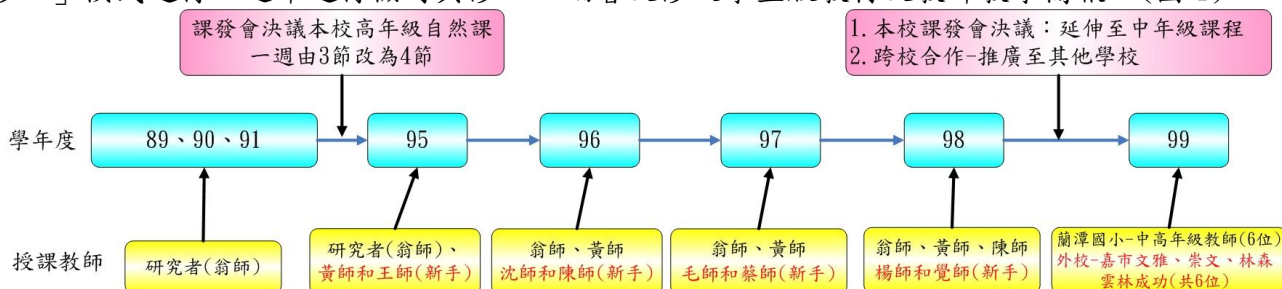 課發會決議本校高年級自然課
一週由3節改為4節
1. 本校課發會決議：延伸至中年級課程
2. 跨校合作-推廣至其他學校
學年度
89、90、91
95
96
97
98
99
授課教師
研究者(翁師)
研究者(翁師)、
黃師和王師(新手)
翁師、黃師
沈師和陳師(新手)
翁師、黃師
毛師和蔡師(新手)
翁師、黃師、陳師
楊師和覺師(新手)
蘭潭國小-中高年級教師(6位)
外校-嘉市文雅、崇文、林森
雲林成功(共6位)